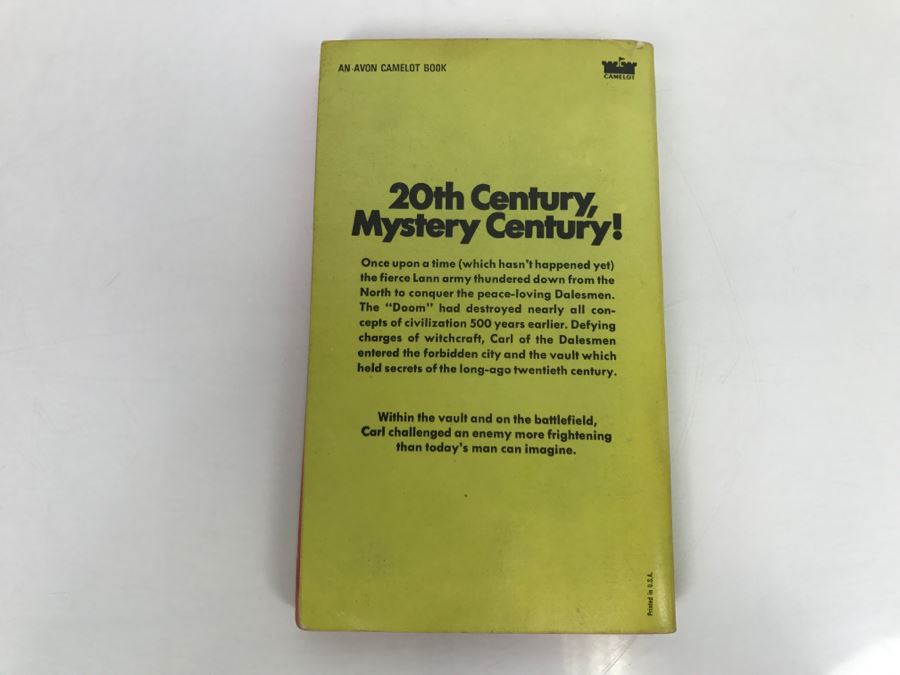 AN AVON CAMELOT BOOK
CAMELOT
20th Century,
Mystery Century!
Once upon a time (which hasn't happened yet)
the fierce Lann army thundered down from the
North to conquer the peace-loving Dalesmen.
The "Doom" had destroyed nearly all con-
cepts of civilization 500 years earlier. Defying
charges of witchcraft, Carl of the Dalesmen
entered the forbidden city and the vault which
held secrets of the long-ago twentieth century.
Within the vault and on the battlefield,
Carl challenged an enemy more frightening
than today's man can imagine.
Printed in U.S.A.